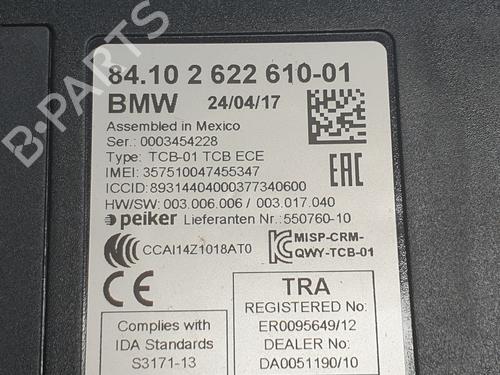 84.10 2 622 610-01
BMW 24/04/17
Assembled in Mexico
Ser.: 0003454228
Type: TCB-01 TCB ECE
IMEI: 357510047455347
ICCID: 89314404000377340600
HW/SW: 003.006.006 / 003.017.040
peiker Lieferanten Nr.:550760-10
CCAI14Z1018AT0
MISP-CRM-
QWY-TCB-01
EAC
CE
Complies with
IDA Standards
S3171-13
TRA
REGISTERED No:
ER0095649/12
DEALER No:
DA0051190/10
B-PARTS